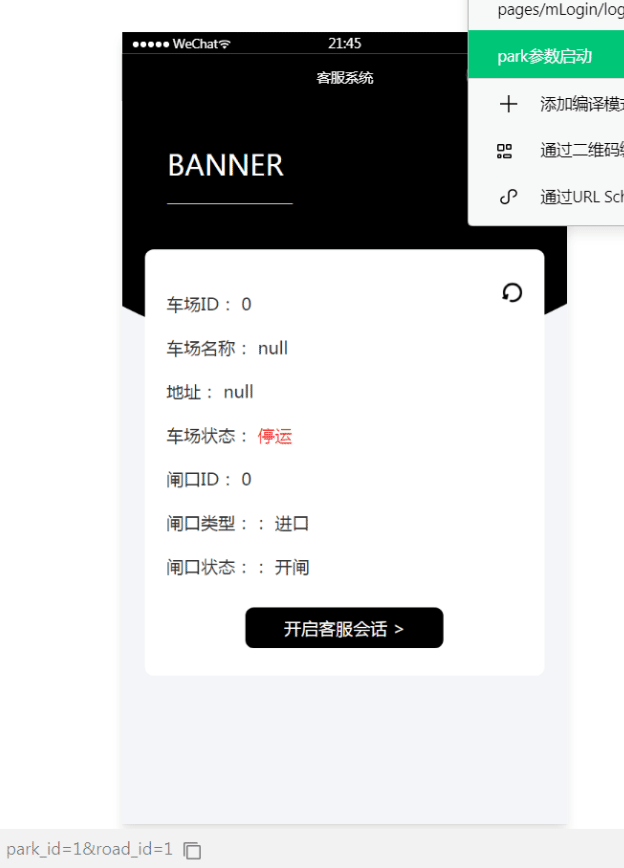 pages/mLogin/log
WeChat 21:45
park参数启动
客服系统
添加编译模式
BANNER
通过二维码编
通过URL Sch
车场ID： 0
车场名称： null
地址： null
车场状态： 停运
闸口ID： 0
闸口类型：： 进口
闸口状态：： 开闸
开启客服会话 >
park_id=1&road_id=1